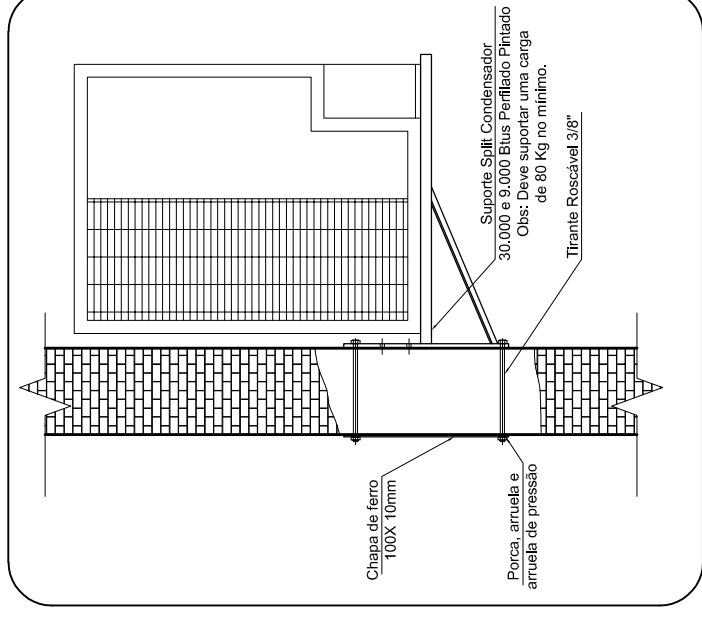 Suporte Split Condensador
30.000 e 9.000 Btus Perfilado Pintado
Obs: Deve suportar uma carga
de 80 Kg no mínimo.
Tirante Roscável 3/8"
Chapa de ferro
100X 10mm
Porca, arruela e
arruela de pressão